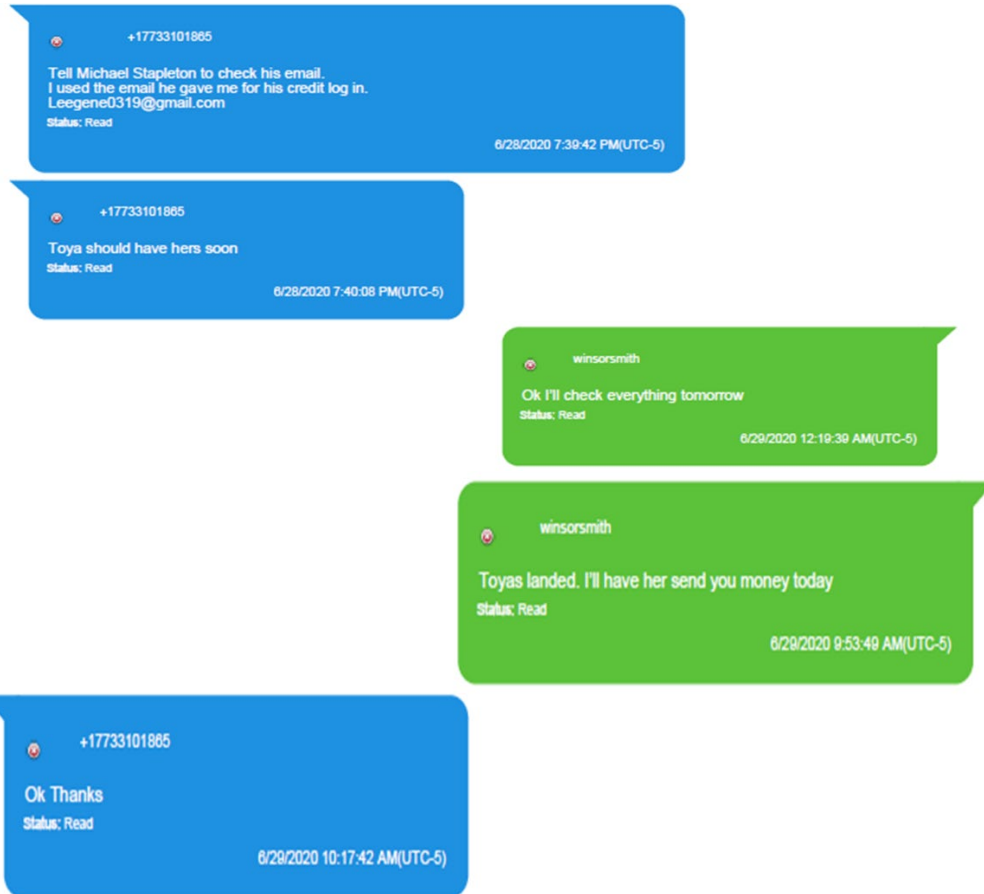 +17733101865
Tell Michael Stapleton to check his email.
I used the email he gave me for his credit log in.
Leegene0319@gmail.com
Status: Read
6/28/2020 7:39:42 PM(UTC-5)
+17733101865
Toya should have hers soon
Status: Read
6/28/2020 7:40:08 PM(UTC-5)
winsorsmith
Ok I'll check everything tomorrow
Status: Read
6/29/2020 12:19:39 AM(UTC-5)
winsorsmith
Toyas landed. I'll have her send you money today
Status: Read
6/29/2020 9:53:49 AM(UTC-5)
+17733101865
Ok Thanks
Status: Read
6/29/2020 10:17:42 AM(UTC-5)